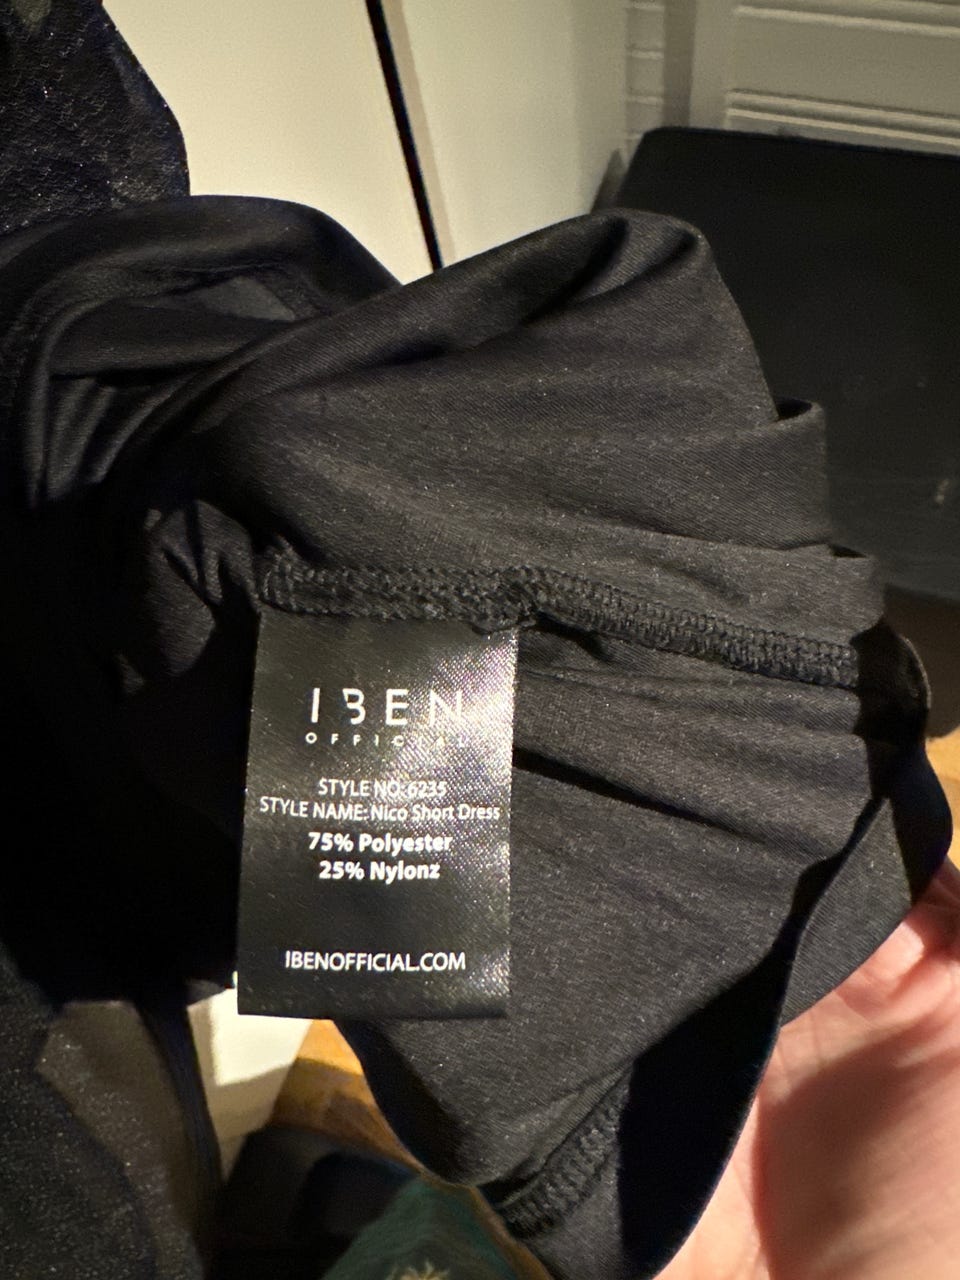 IBEN
OFFICIAL
STYLE NO:6235
STYLE NAME: Nico Short Dress
75% Polyester
25% Nylonz
IBENOFFICIAL.COM